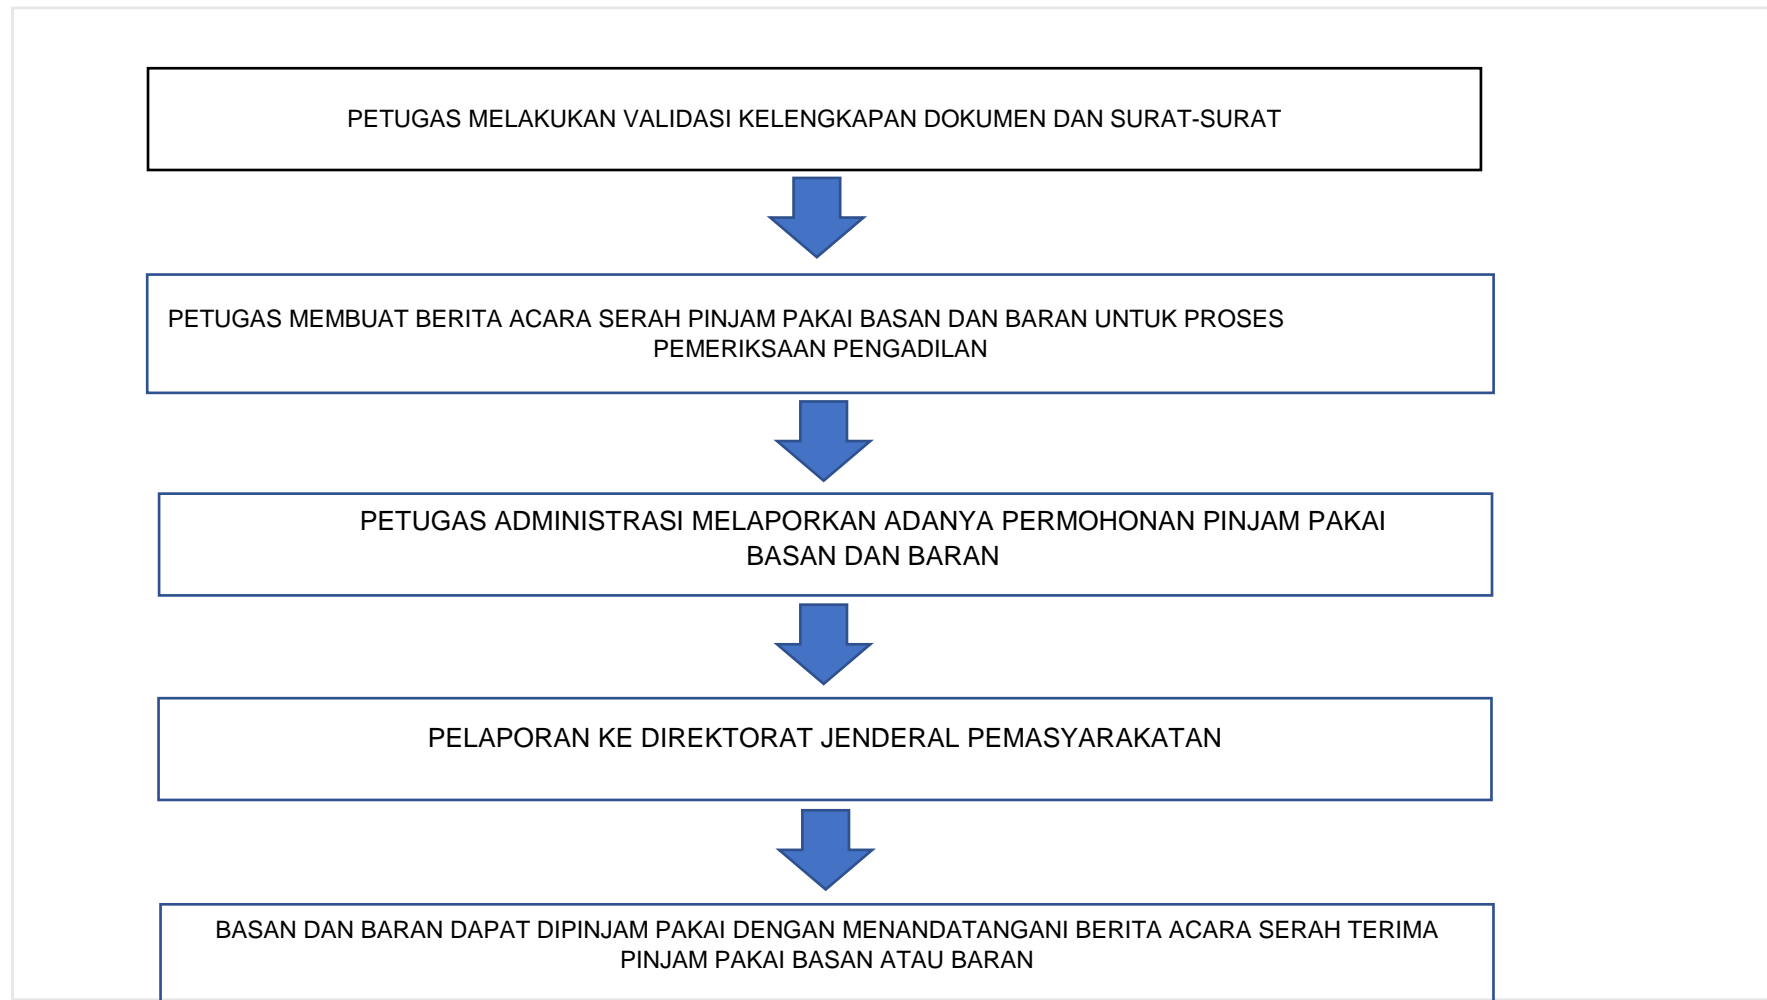 PETUGAS MELAKUKAN VALIDASI KELENGKAPAN DOKUMEN DAN SURAT-SURAT
PETUGAS MEMBUAT BERITA ACARA SERAH PINJAM PAKAI BASAN DAN BARAN UNTUK PROSES
PEMERIKSAAN PENGADILAN
PETUGAS ADMINISTRASI MELAPORKAN ADANYA PERMOHONAN PINJAM PAKAI
BASAN DAN BARAN
PELAPORAN KE DIREKTORAT JENDERAL PEMASYARAKATAN
BASAN DAN BARAN DAPAT DIPINJAM PAKAI DENGAN MENANDATANGANI BERITA ACARA SERAH TERIMA
PINJAM PAKAI BASAN ATAU BARAN